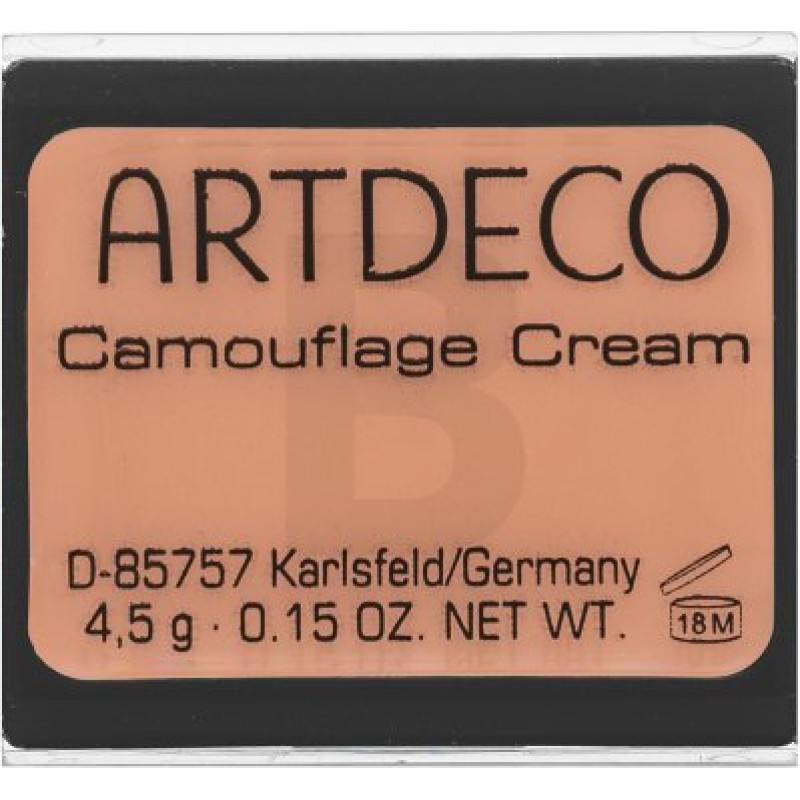 ARTDECO
Camouflage Cream
B
D-85757 Karlsfeld/Germany
4,5 g · 0.15 OZ. NET WT.
18M